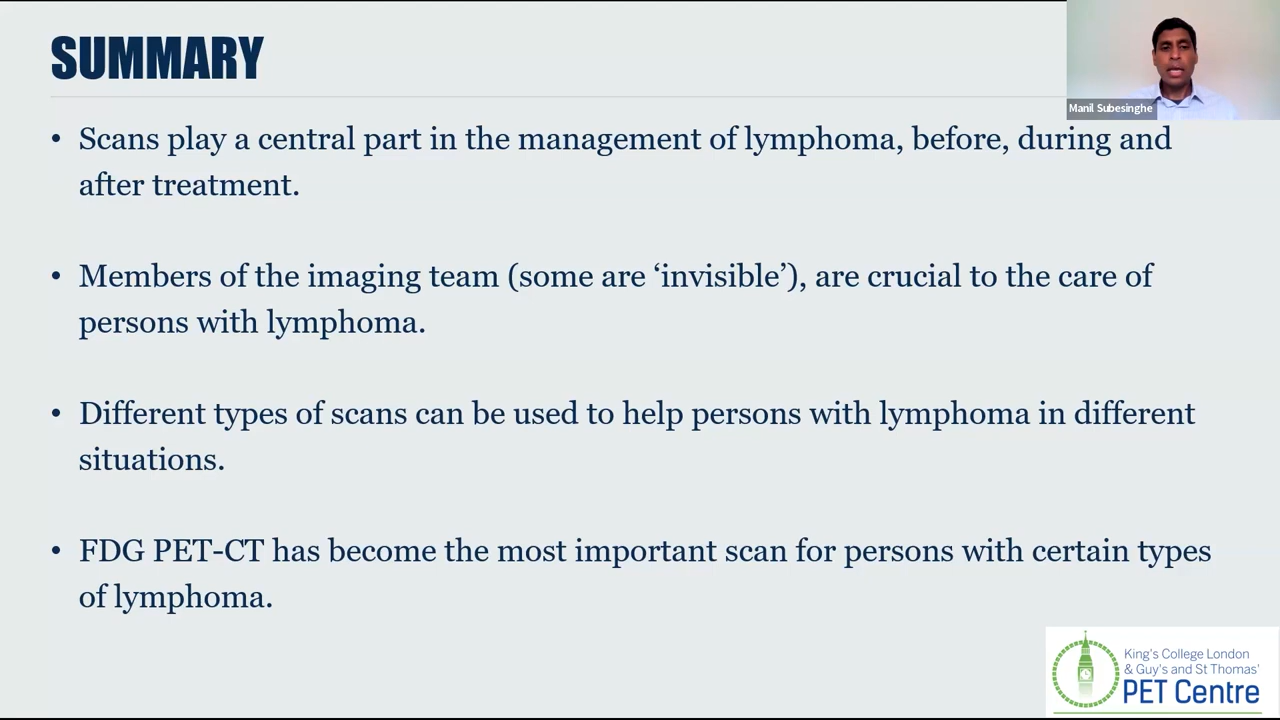 SUMMARY
Manil Subesinghe
• Scans play a central part in the management of lymphoma, before, during and
after treatment.
• Members of the imaging team (some are ‘invisible’), are crucial to the care of
persons with lymphoma.
• Different types of scans can be used to help persons with lymphoma in different
situations.
• FDG PET-CT has become the most important scan for persons with certain types
of lymphoma.
King's College London
& Guy's and St Thomas'
PET Centre